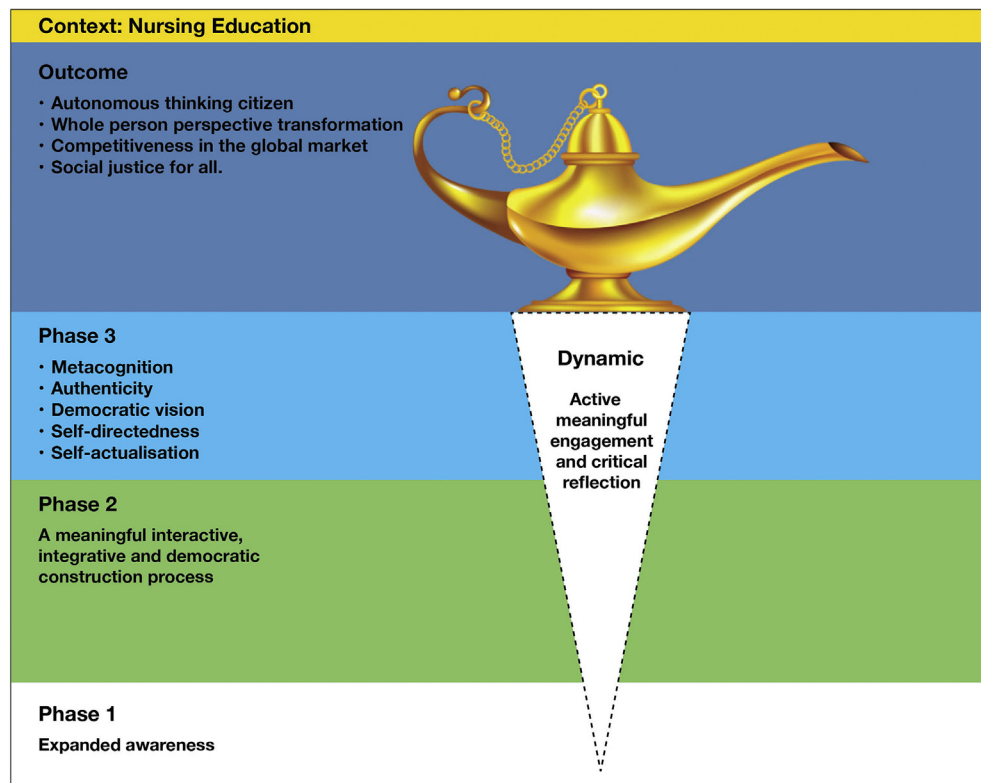 Context: Nursing Education
Outcome
· Autonomous thinking citizen
· Whole person perspective transformation
· Competitiveness in the global market
· Social justice for all.
Phase 3
· Metacognition
· Authenticity
· Democratic vision
· Self-directedness
· Self-actualisation
Dynamic
Active
meaningful
engagement
and critical
reflection
Phase 2
A meaningful interactive,
integrative and democratic
construction process
Phase 1
Expanded awareness